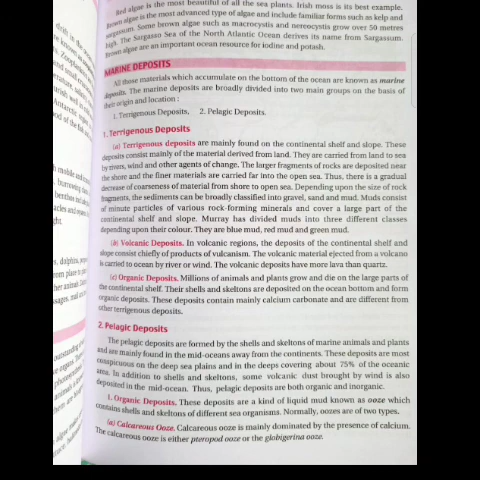 Red algae is the most beautiful of all the sea plants. Irish moss is its best example.
Brown algae is the most advanced type of algae and include familiar forms such as kelp and
sargassum. Some brown algae such as macrocystis and nereocystis grow over 50 metres
high. The Sargasso Sea of the North Atlantic Ocean derives its name from Sargassum.
Brown algae are an important ocean resource for iodine and potash.
MARINE DEPOSITS
All those materials which accumulate on the bottom of the ocean are known as marine
deposits. The marine deposits are broadly divided into two main groups on the basis of
their origin and location :
1. Terrigenous Deposits, 2. Pelagic Deposits.
1. Terrigenous Deposits
(a) Terrigenous deposits are mainly found on the continental shelf and slope. These
deposits consist mainly of the material derived from land. They are carried from land to sea
by rivers, wind and other agents of change. The larger fragments of rocks are deposited near
the shore and the finer materials are carried far into the open sea. Thus, there is a gradual
decrease of coarseness of material from shore to open sea. Depending upon the size of rock
fragments, the sediments can be broadly classified into gravel, sand and mud. Muds consist
of minute particles of various rock-forming minerals and cover a large part of the
continental shelf and slope. Murray has divided muds into three different classes
depending upon their colour. They are blue mud, red mud and green mud.
(b) Volcanic Deposits. In volcanic regions, the deposits of the continental shelf and
slope consist chiefly of products of vulcanism. The volcanic material ejected from a volcano
is carried to ocean by river or wind. The volcanic deposits have more lava than quartz.
(c) Organic Deposits. Millions of animals and plants grow and die on the large parts of
the continental shelf. Their shells and skeltons are deposited on the ocean bottom and form
organic deposits. These deposits contain mainly calcium carbonate and are different from
other terrigenous deposits.
2. Pelagic Deposits
The pelagic deposits are formed by the shells and skeltons of marine animals and plants
and are mainly found in the mid-oceans away from the continents. These deposits are most
conspicuous on the deep sea plains and in the deeps covering about 75% of the oceanic
area. In addition to shells and skeltons, some volcanic dust brought by wind is also
deposited in the mid-ocean. Thus, pelagic deposits are both organic and inorganic.
1. Organic Deposits. These deposits are a kind of liquid mud known as ooze which
contains shells and skeltons of different sea organisms. Normally, oozes are of two types.
(a) Calcareous Ooze. Calcareous ooze is mainly dominated by the presence of calcium.
The calcareous ooze is either pteropod ooze or the globigerina ooze.